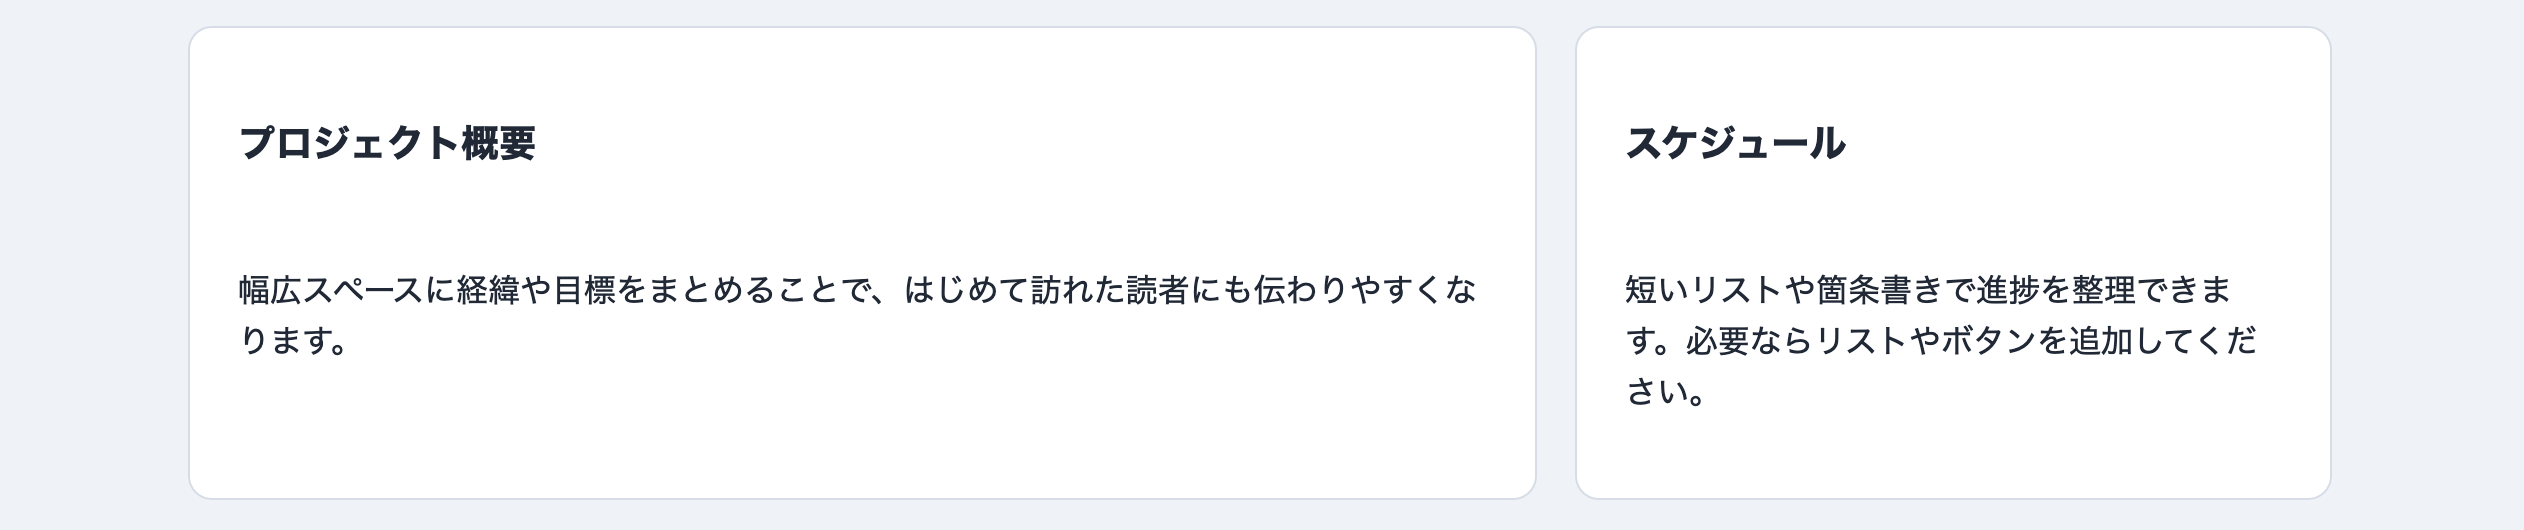 プロジェクト概要
幅広スペースに経緯や目標をまとめることで、はじめて訪れた読者にも伝わりやすくな
ります。
スケジュール
短いリストや箇条書きで進捗を整理できま
す。必要ならリストやボタンを追加してくだ
さい。